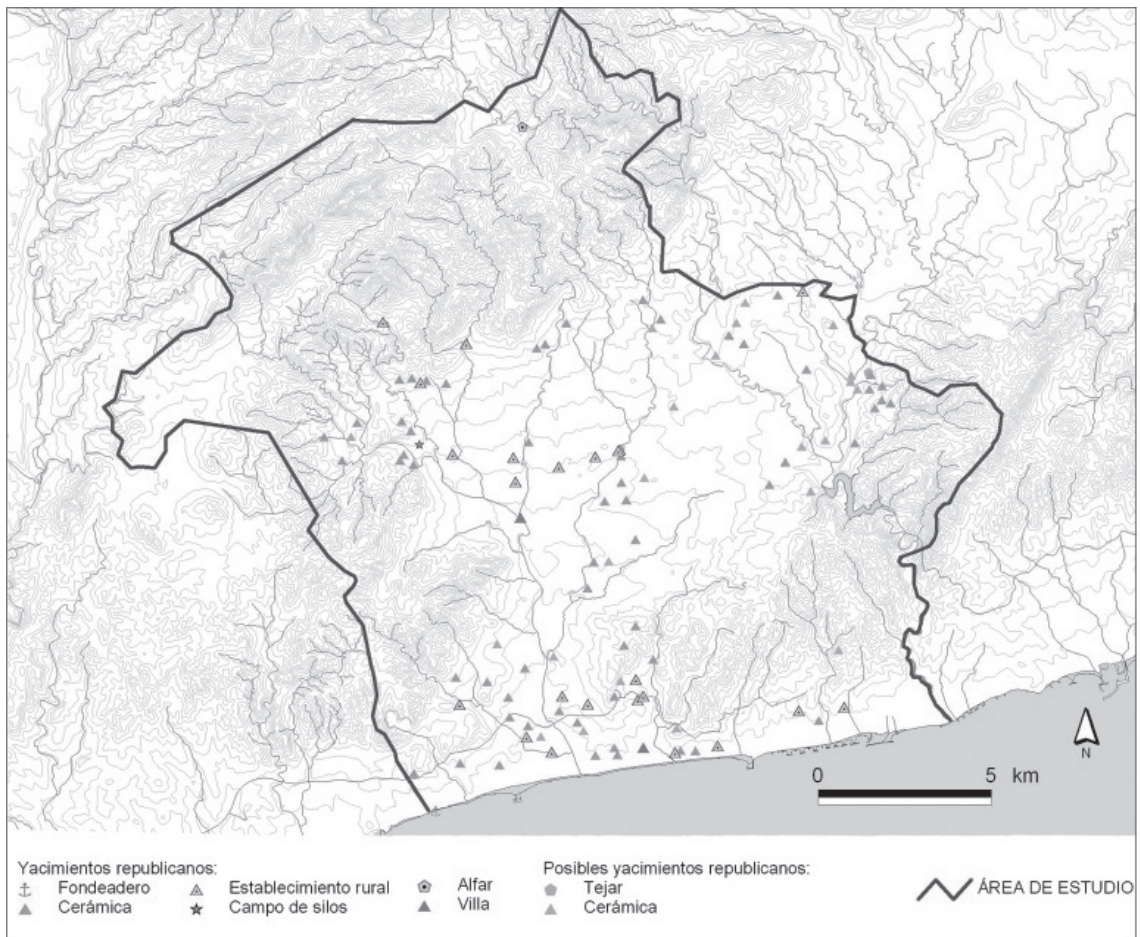 N
0 5 km
Yacimientos republicanos:
Fondeadero
Cerámica
Establecimiento rural
Campo de silos
Alfar
Villa
Posibles yacimientos republicanos:
Tejar
Cerámica
ÁREA DE ESTUDIO